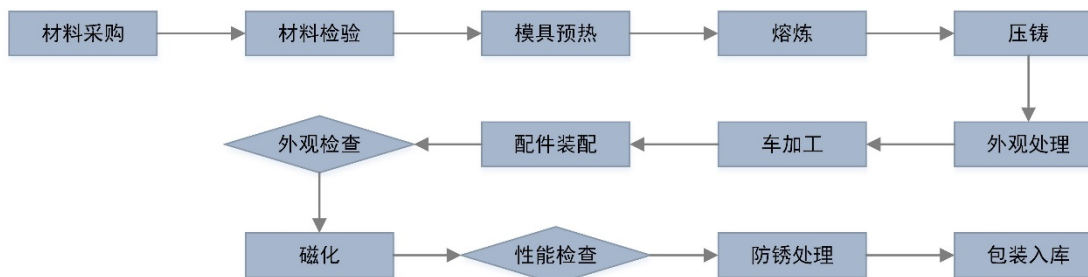 材料采购
材料检验
模具预热
熔炼
压铸
外观处理
车加工
配件装配
外观检查
磁化
性能检查
防锈处理
包装入库